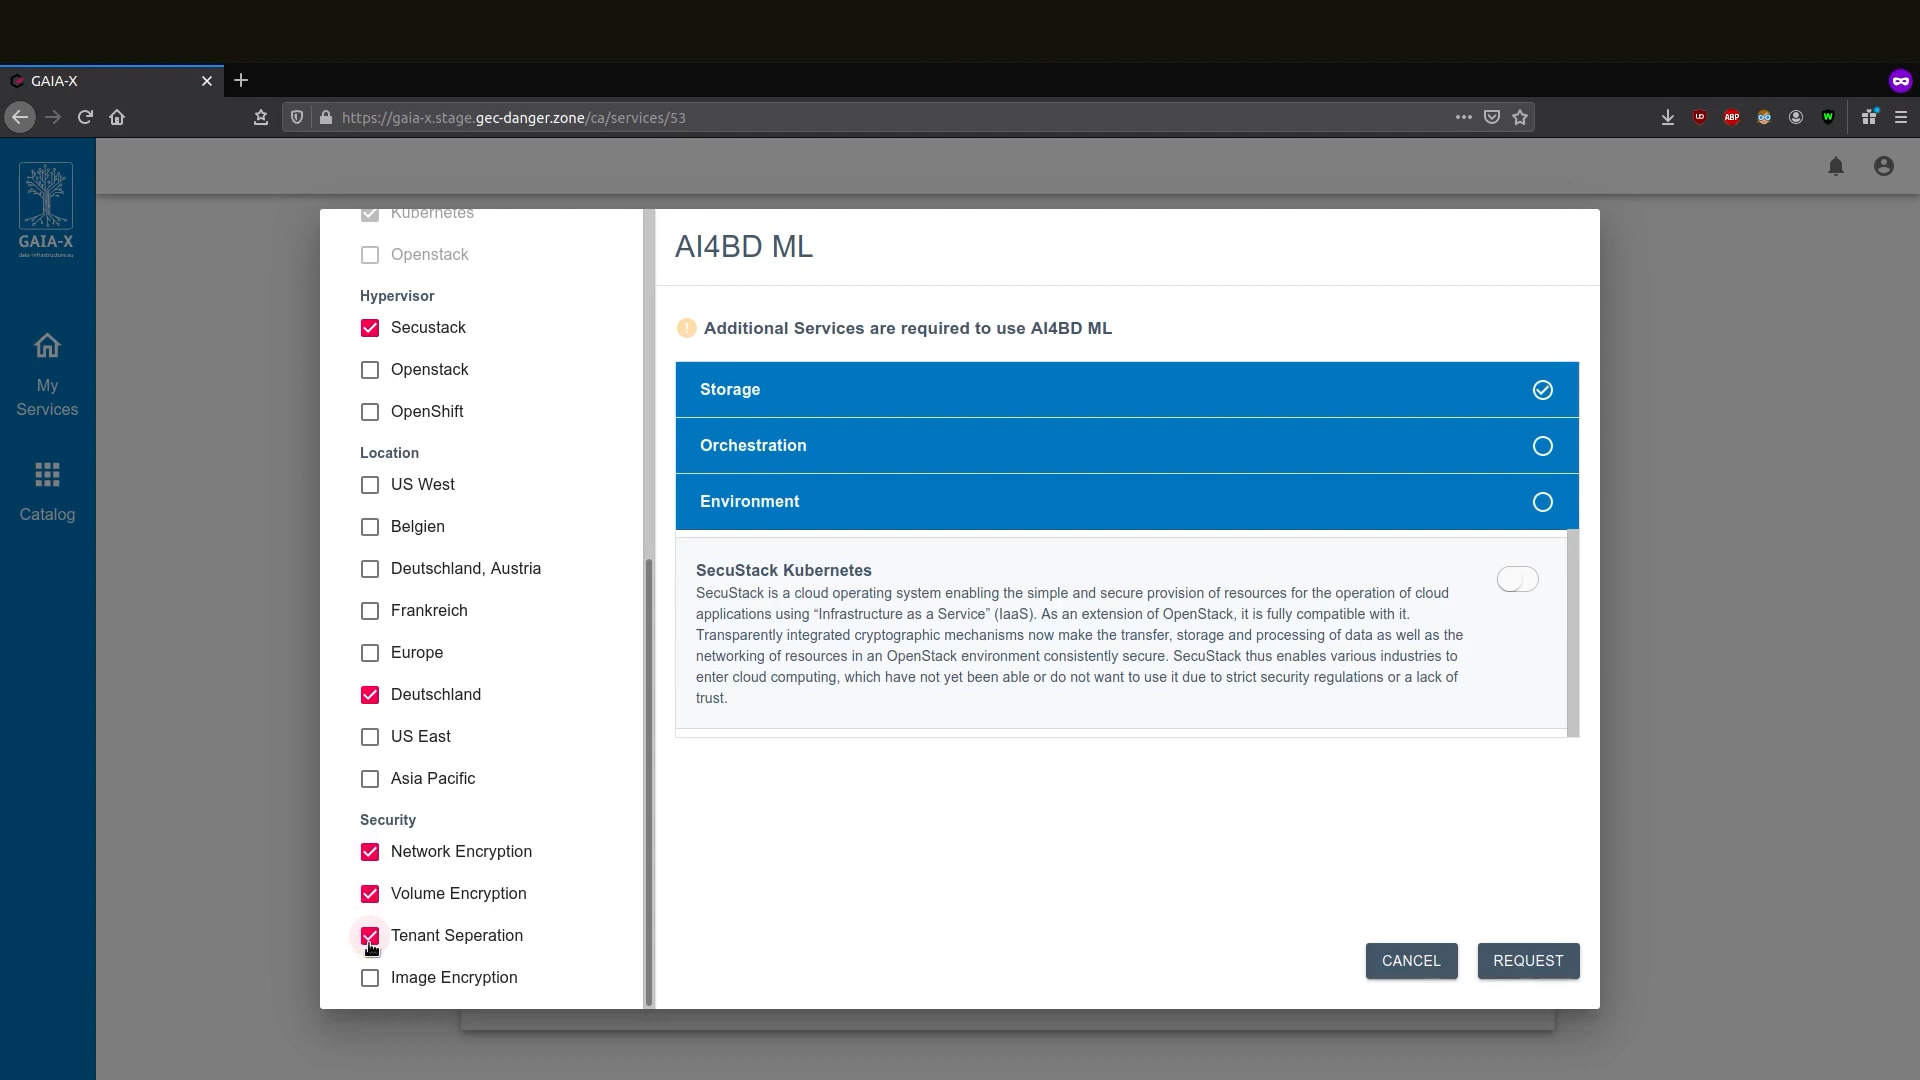 GAIA-X
https://gaia-x.stage.gec-danger.zone/ca/services/53
UD
ABP
W
GAIA-X
data-infrastructure.eu
My
Services
Catalog
Kubernetes
Openstack
Hypervisor
Secustack
Openstack
OpenShift
Location
US West
Belgien
Deutschland, Austria
Frankreich
Europe
Deutschland
US East
Asia Pacific
Security
Network Encryption
Volume Encryption
Tenant Seperation
Image Encryption
AI4BD ML
Additional Services are required to use AI4BD ML
Storage
Orchestration
Environment
SecuStack Kubernetes
SecuStack is a cloud operating system enabling the simple and secure provision of resources for the operation of cloud
applications using “Infrastructure as a Service” (IaaS). As an extension of OpenStack, it is fully compatible with it.
Transparently integrated cryptographic mechanisms now make the transfer, storage and processing of data as well as the
networking of resources in an OpenStack environment consistently secure. SecuStack thus enables various industries to
enter cloud computing, which have not yet been able or do not want to use it due to strict security regulations or a lack of
trust.
CANCEL
REQUEST